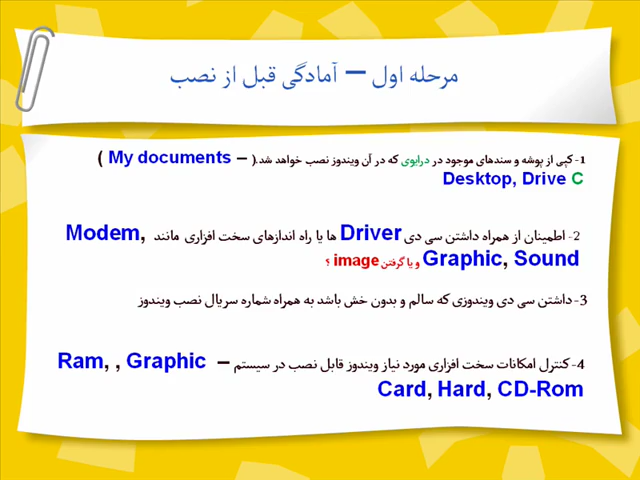 مرحله اول – آمادگی قبل از نصب
1- کپی از پوشه و سندهای موجود در درایوی که در آن ویندوز نصب خواهد شد.( – My documents )
Desktop, Drive C
2- اطمینان از همراه داشتن سی دی Driver ها یا راه اندازهای سخت افزاری مانند Modem,
Graphic, Sound و یا گرفتن image ؟
3- داشتن سی دی ویندوزی که سالم و بدون خش باشد به همراه شماره سریال نصب ویندوز
4- کنترل امکانات سخت افزاری مورد نیاز ویندوز قابل نصب در سیستم – Ram, , Graphic
Card, Hard, CD-Rom